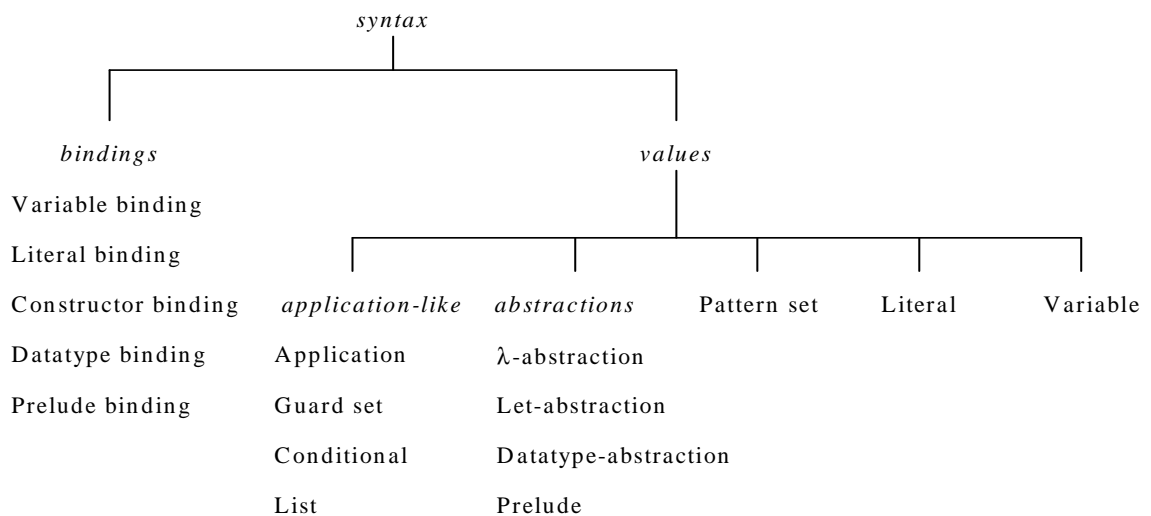 syntax
bindings values
Variable binding
Literal binding
Constructor binding application-like abstractions Pattern set Literal Variable
Datatype binding Application λ-abstraction
Prelude binding Guard set Let-abstraction
Conditional Datatype-abstraction
List Prelude